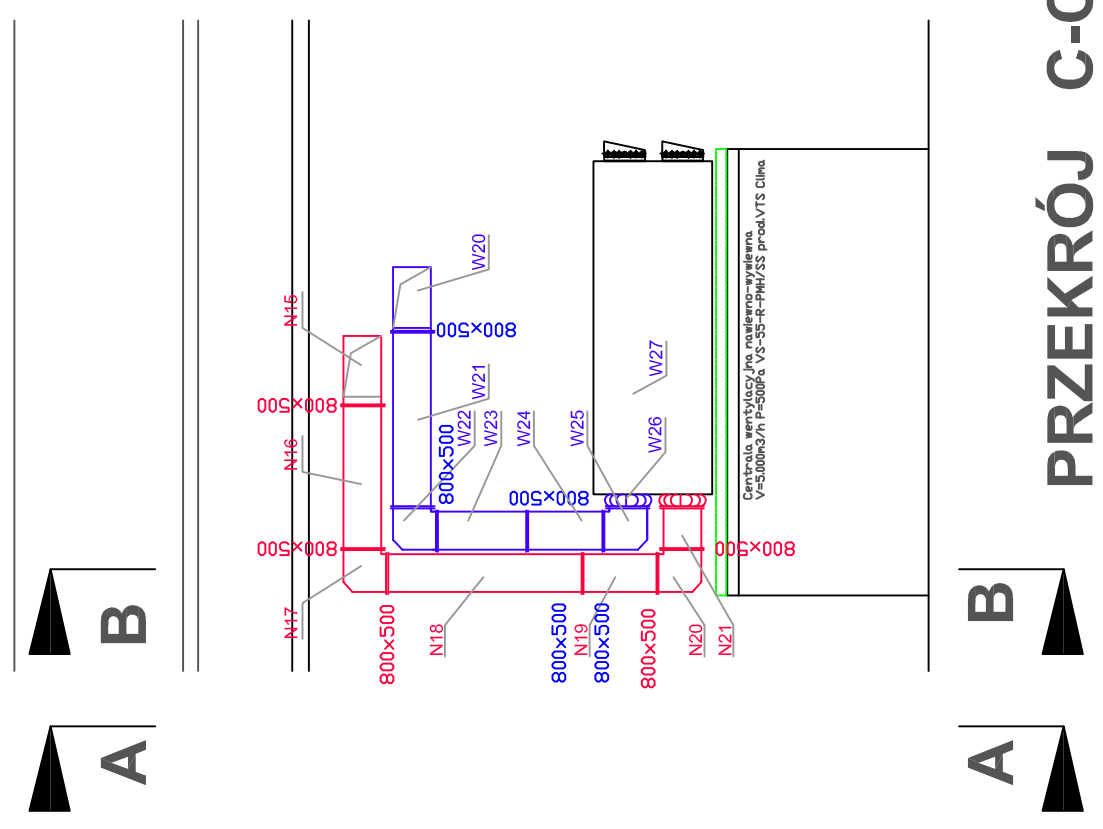 PRZEKRÓJ C-C
Centrala wentylacyjna nawiewno-wywiewna
V=5.000m3/h P=500Pa VS-55-R-PMH/SS prod.VTS Clima
N15
N16
N17
N18
N19
N20
N21
W20
W21
W22
W23
W24
W25
W26
W27
800x500
800x500
800x500
800x500
800x500
800x500
800x500
800x500
800x500
800x500
B
B
A
A